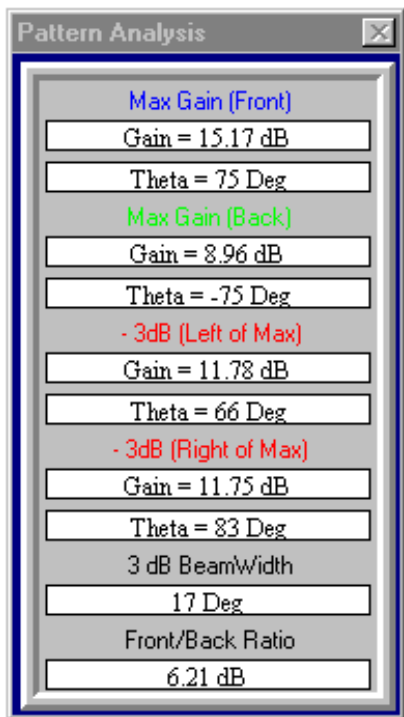 Pattern Analysis
Max Gain (Front)
Gain = 15.17 dB
Theta = 75 Deg
Max Gain (Back)
Gain = 8.96 dB
Theta = -75 Deg
- 3dB (Left of Max)
Gain = 11.78 dB
Theta = 66 Deg
- 3dB (Right of Max)
Gain = 11.75 dB
Theta = 83 Deg
3 dB BeamWidth
17 Deg
Front/Back Ratio
6.21 dB